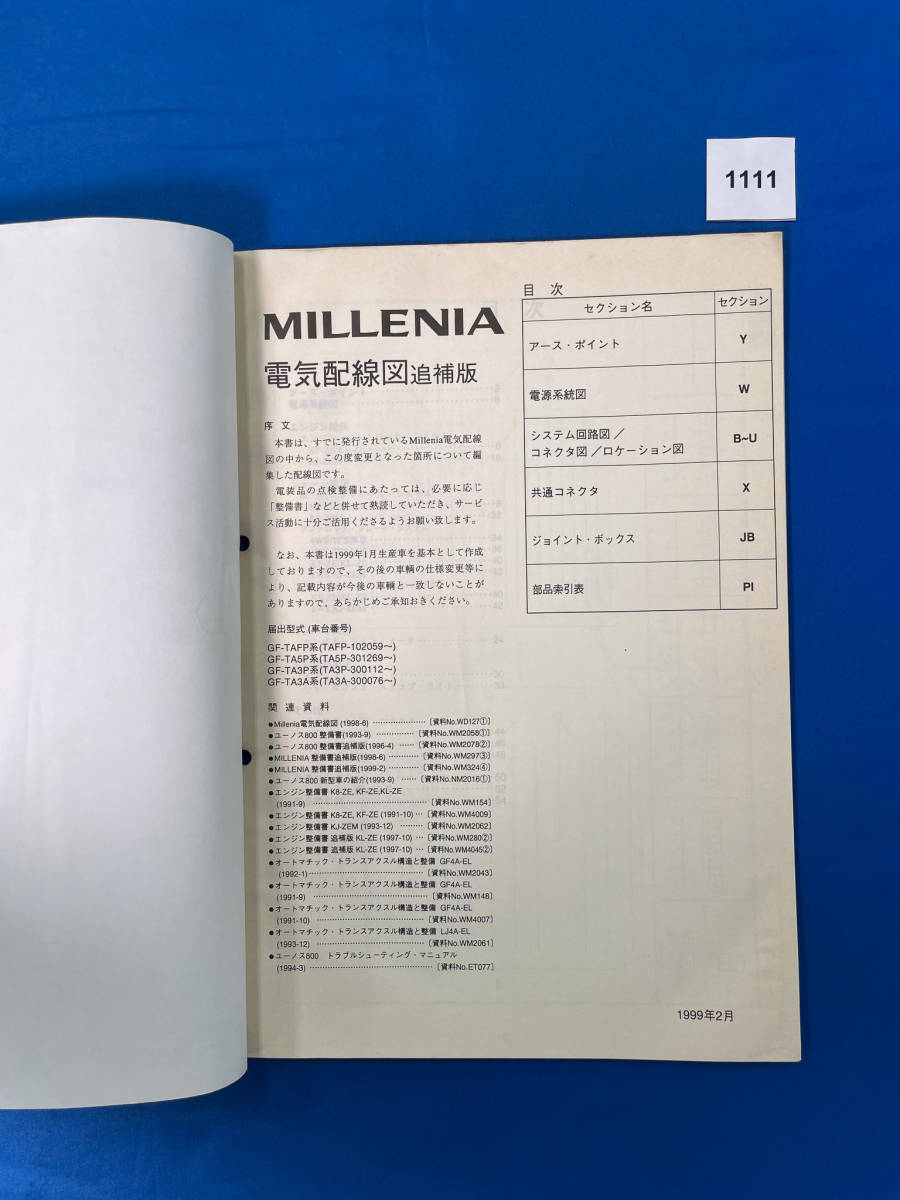 1111
MILLENIA
電気配線図追補版
序 文
本書は、すでに発行されているMillenia電気配線
図の中から、この度変更となった箇所について編
集した配線図です。
電装品の点検整備にあたっては、必要に応じ
「整備書」などと併せて熟読していただき、サービ
ス活動に十分ご活用くださるようお願い致します。
なお、本書は1999年1月生産車を基本として作成
しておりますので、その後の車輌の仕様変更等に
より、記載内容が今後の車輌と一致しないことが
ありますので、あらかじめご承知おきください。
届出型式 (車台番号)
GF-TAFP系(TAFP-102059〜)
GF-TA5P系(TA5P-301269〜)
GF-TA3P系(TA3P-300112〜)
GF-TA3A系(TA3A-300076〜)
関 連 資 料
●Millenia電気配線図 (1998-6) ………………〔資料No.WD127①〕
●ユーノス800 整備書(1993-9) ……………〔資料No.WM2058①〕
●ユーノス800 整備書追補版(1996-4) ……〔資料No.WM2078②〕
●MILLENIA 整備書追補版(1998-6) …………〔資料No.WM297③〕
●MILLENIA 整備書追補版(1999-2) …………〔資料No.WM324④〕
●ユーノス800 新型車の紹介(1993-9) ……〔資料No.NM2016①〕
●エンジン整備書 K8-ZE, KF-ZE,KL-ZE
(1991-9) ……………………………………〔資料No.WM154〕
●エンジン整備書 K8-ZE, KF-ZE (1991-10) …〔資料No.WM4009〕
●エンジン整備書 KJ-ZEM (1993-12) ………〔資料No.WM2062〕
●エンジン整備書 追補版 KL-ZE (1997-10) …〔資料No.WM280②〕
●エンジン整備書 追補版 KL-ZE (1997-10) …〔資料No.WM4045②〕
●オートマチック・トランスアクスル構造と整備 GF4A-EL
(1992-1)……………………………………〔資料No.WM2043〕
●オートマチック・トランスアクスル構造と整備 GF4A-EL
(1991-9) ……………………………………〔資料No.WM148〕
●オートマチック・トランスアクスル構造と整備 GF4A-EL
(1991-10) …………………………………〔資料No.WM4007〕
●オートマチック・トランスアクスル構造と整備 LJ4A-EL
(1993-12) …………………………………〔資料No.WM2061〕
●ユーノス800 トラブルシューティング・マニュアル
(1994-3) ……………………………………〔資料No.ET077〕
目 次
セクション名 セクション
アース・ポイント Y
電源系統図 W
システム回路図／
コネクタ図／ロケーション図 B~U
共通コネクタ X
ジョイント・ボックス JB
部品索引表 PI
1999年2月